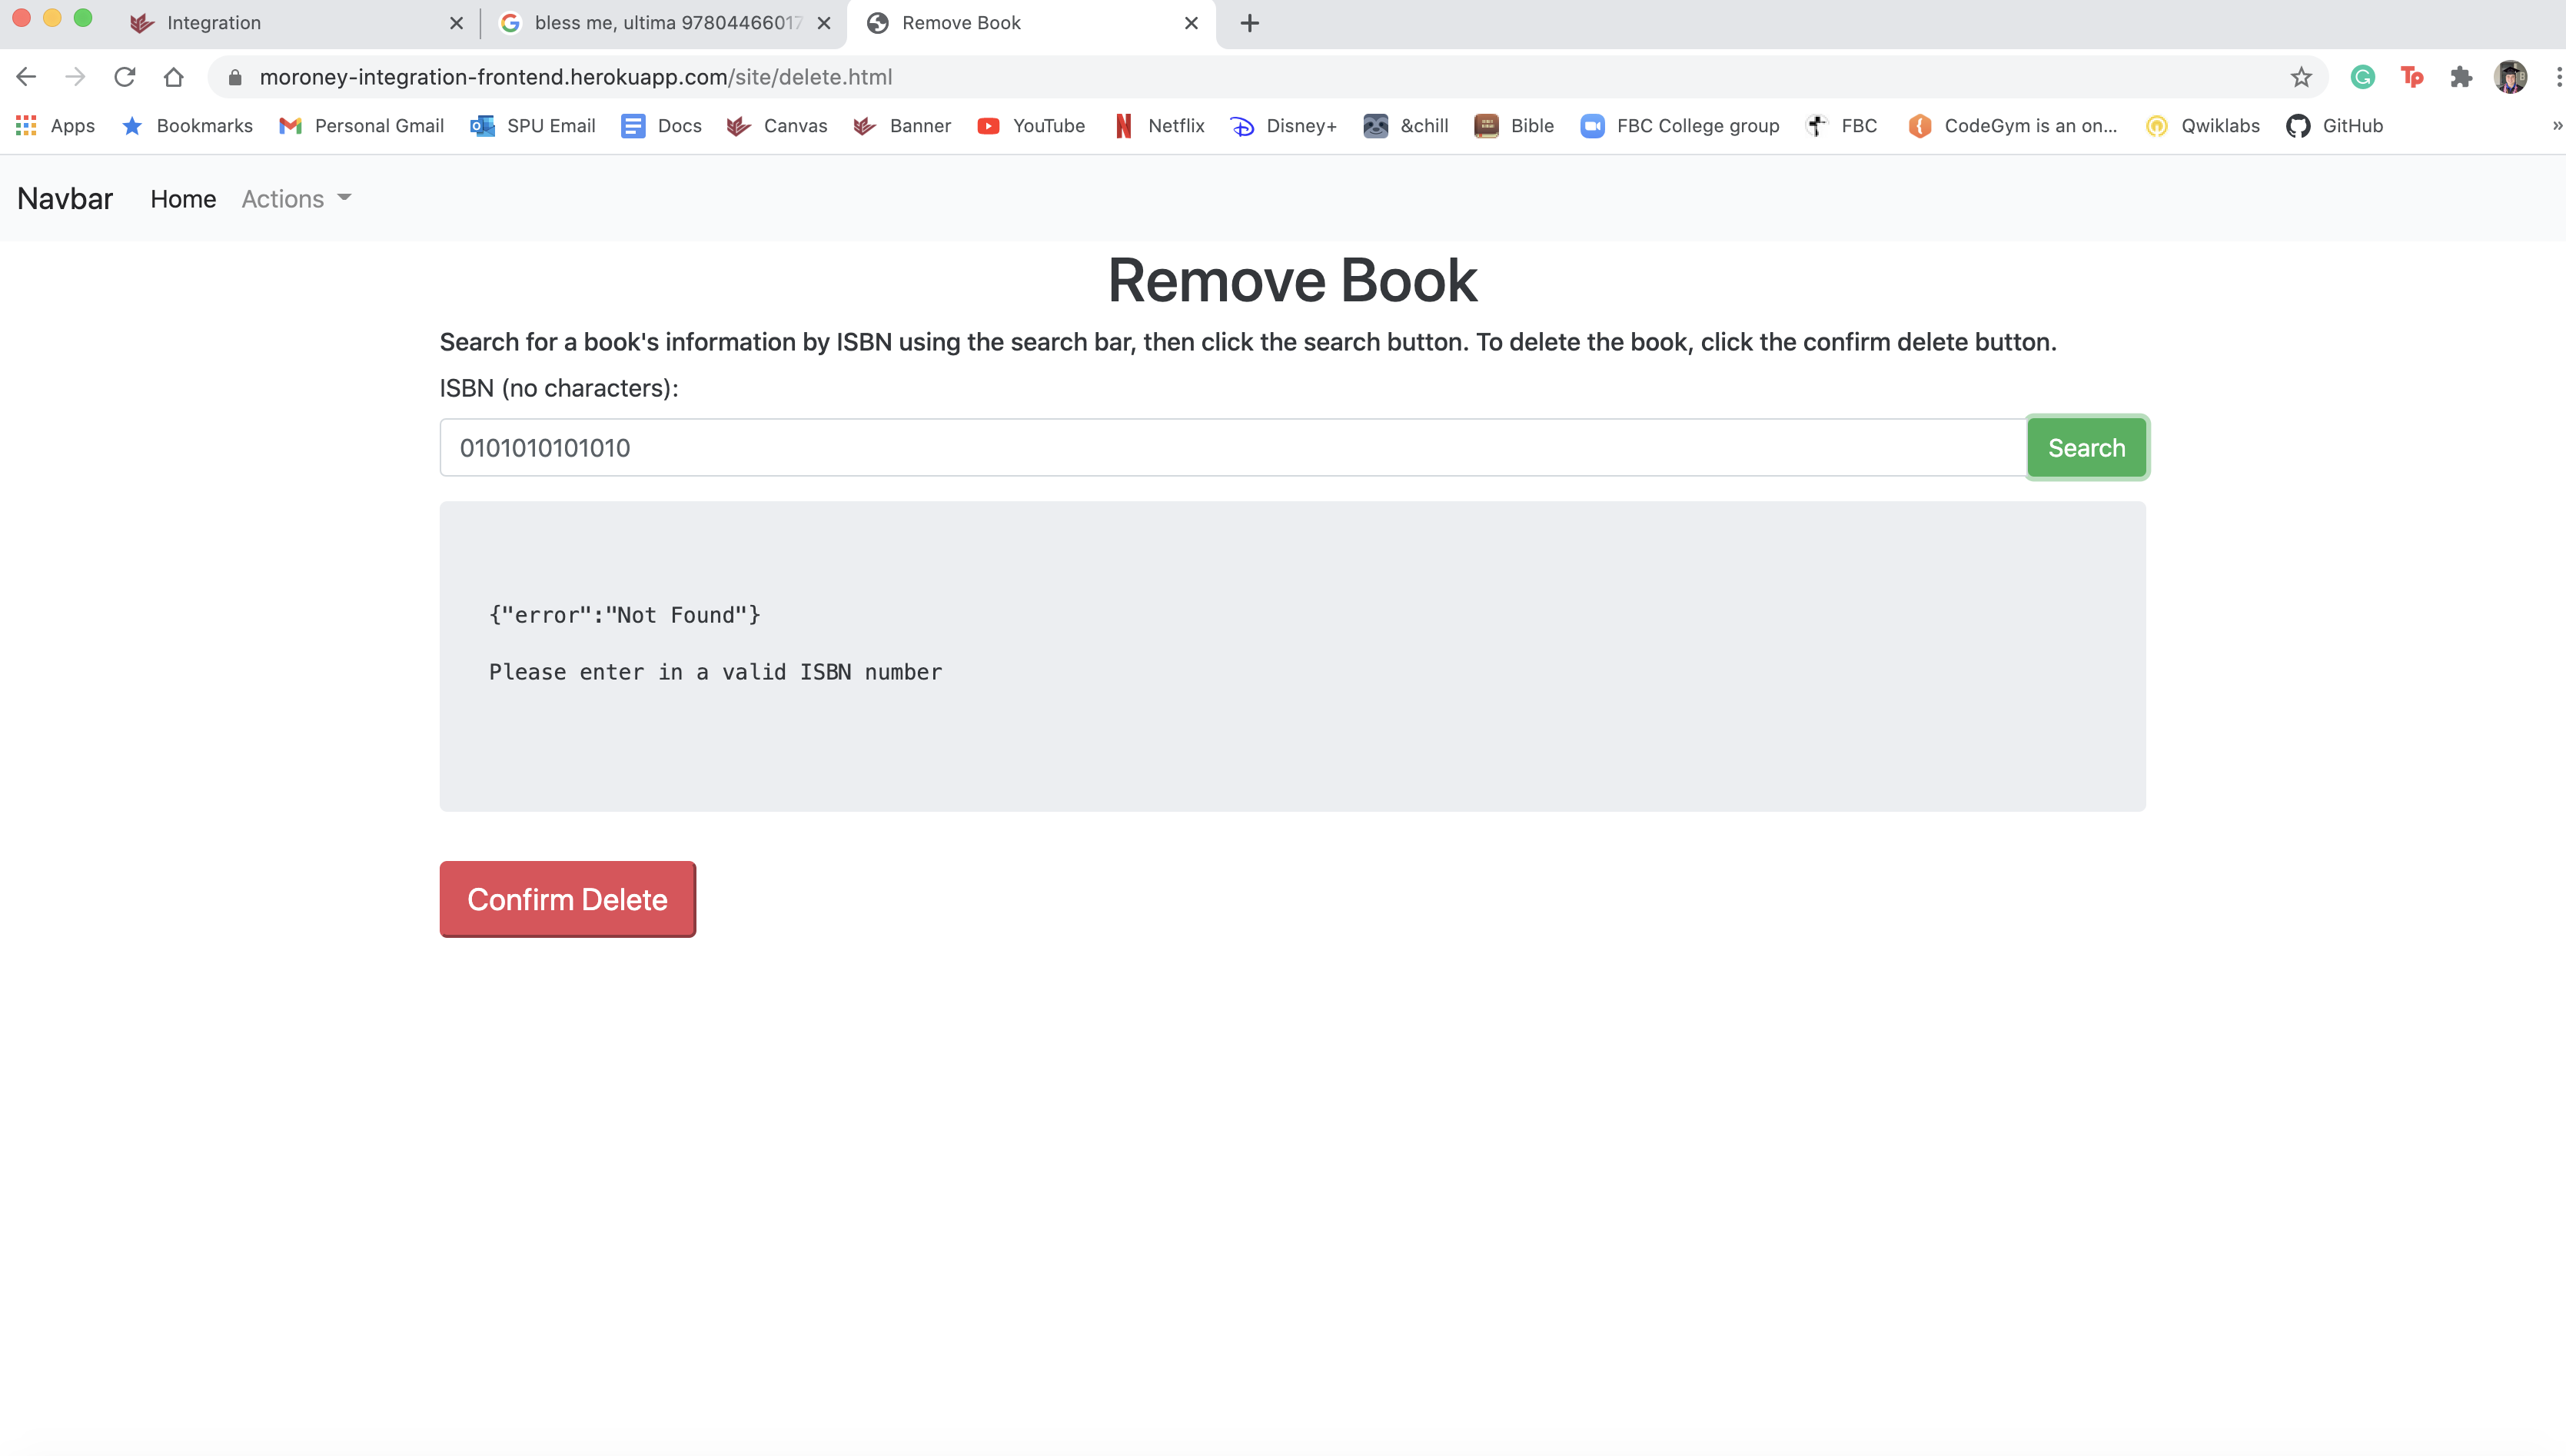 Integration
bless me, ultima 97804466017
Remove Book
moroney-integration-frontend.herokuapp.com/site/delete.html
Apps Bookmarks Personal Gmail SPU Email Docs Canvas Banner YouTube Netflix Disney+ &chill Bible FBC College group FBC CodeGym is an on... Qwiklabs GitHub »
Navbar Home Actions
Remove Book
Search for a book's information by ISBN using the search bar, then click the search button. To delete the book, click the confirm delete button.
ISBN (no characters):
0101010101010 Search
{"error":"Not Found"}
Please enter in a valid ISBN number
Confirm Delete